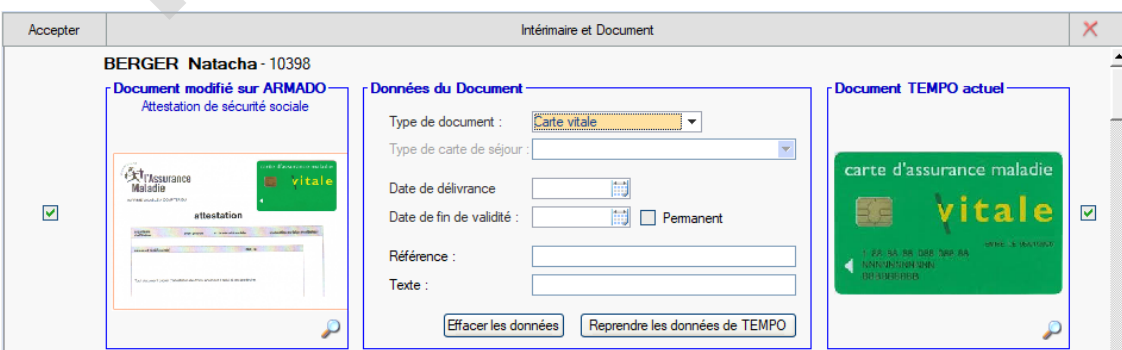 Accepter
Intérimaire et Document
BERGER Natacha - 10398
Document modifié sur ARMADO
Attestation de sécurité sociale
l'Assurance
Maladie
vitale
attestation
Données du Document
Type de document : Carte vitale
Type de carte de séjour :
Date de délivrance
Date de fin de validité : Permanent
Référence :
Texte :
Effacer les données Reprendre les données de TEMPO
Document TEMPO actuel
carte d'assurance maladie
vitale